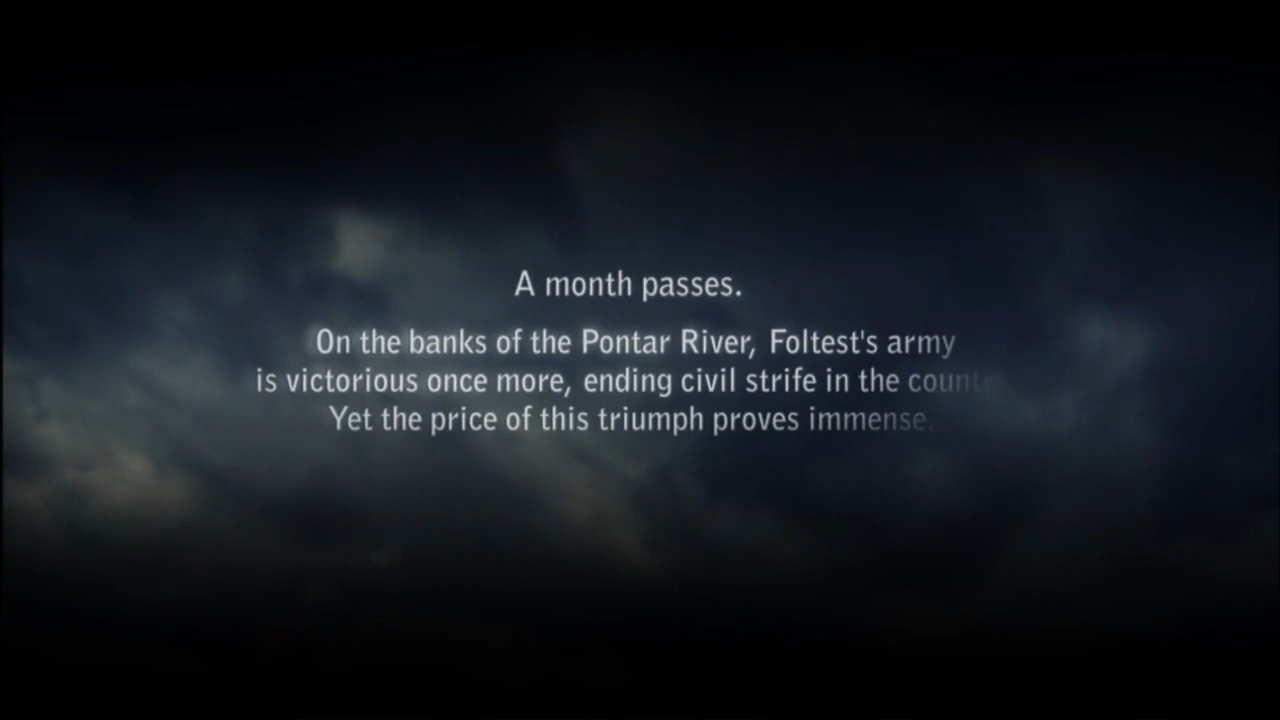 A month passes.
On the banks of the Pontar River, Foltest's army
is victorious once more, ending civil strife in the
Yet the price of this triumph proves immense.